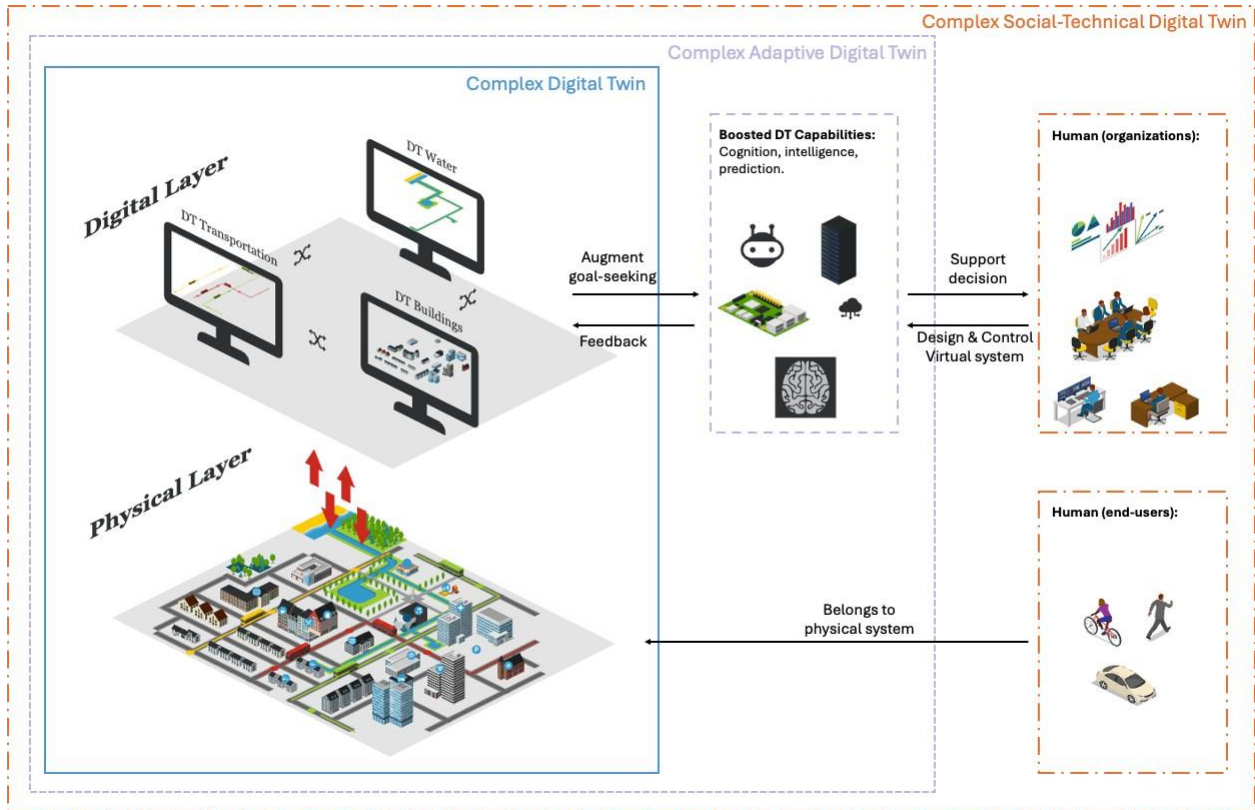 Complex Social-Technical Digital Twin
Complex Adaptive Digital Twin
Complex Digital Twin
Digital Layer
DT Water
DT Transportation
DT Buildings
Augment
goal-seeking
Feedback
Boosted DT Capabilities:
Cognition, intelligence,
prediction.
Support
decision
Design & Control
Virtual system
Human (organizations):
Physical Layer
Belongs to
physical system
Human (end-users):